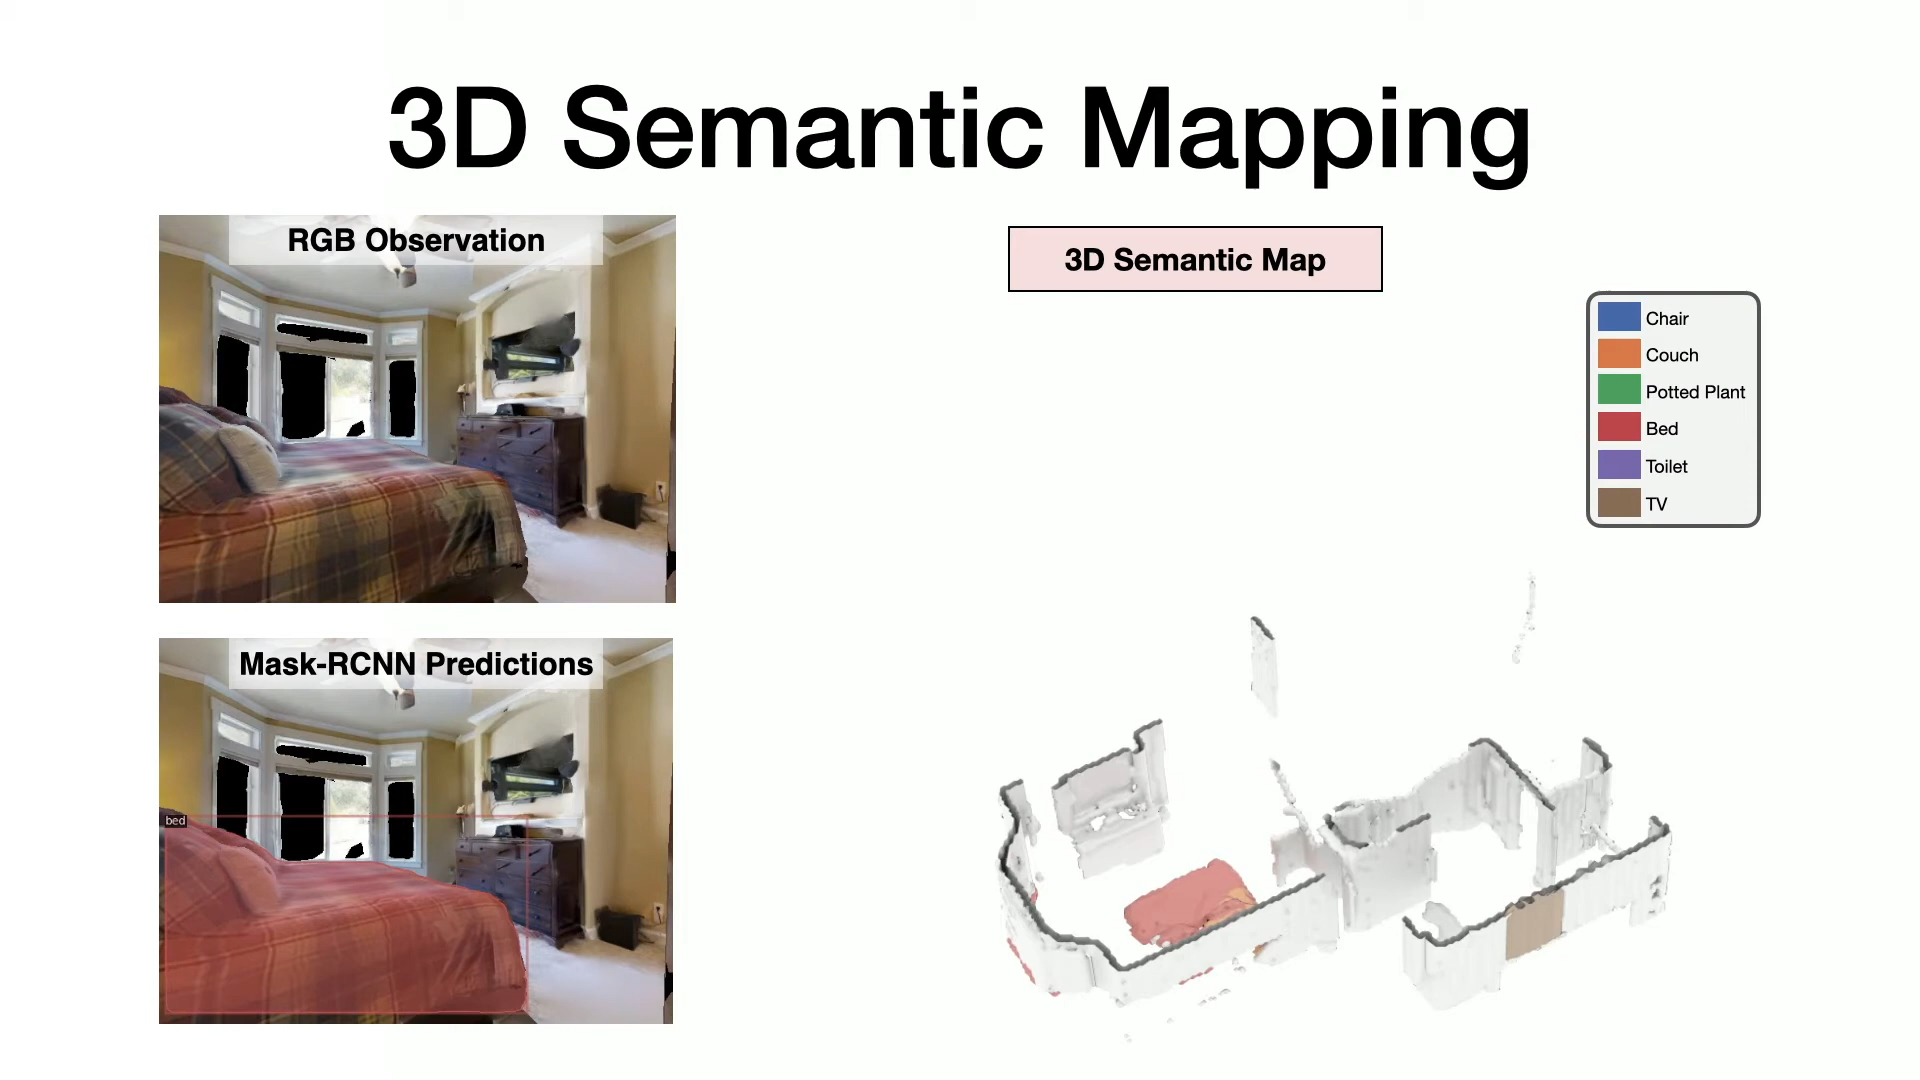 3D Semantic Mapping
RGB Observation
3D Semantic Map
Chair
Couch
Potted Plant
Bed
Toilet
TV
Mask-RCNN Predictions
bed